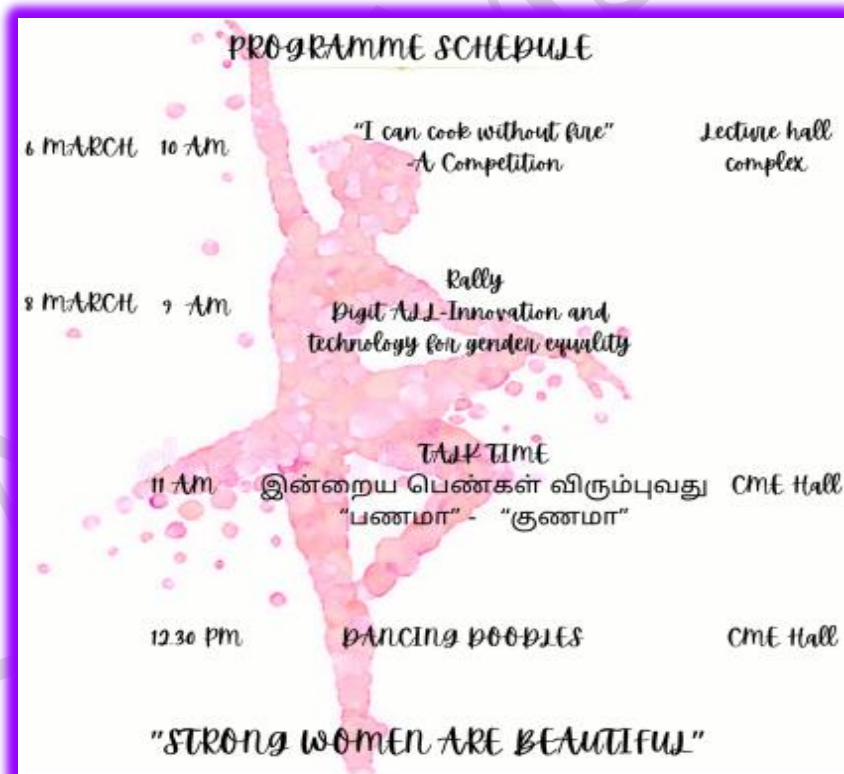 PROGRAMME SCHEDULE
6 MARCH 10 AM "I can cook without fire" Lecture hall
-A Competition complex
8 MARCH 9 AM Rally
Digit ALL-Innovation and
technology for gender equality
TALK TIME
11 AM இன்றைய பெண்கள் விரும்புவது CME Hall
"பணமா" - "குணமா"
12.30 PM DANCING DOODLES CME Hall
"STRONG WOMEN ARE BEAUTIFUL"